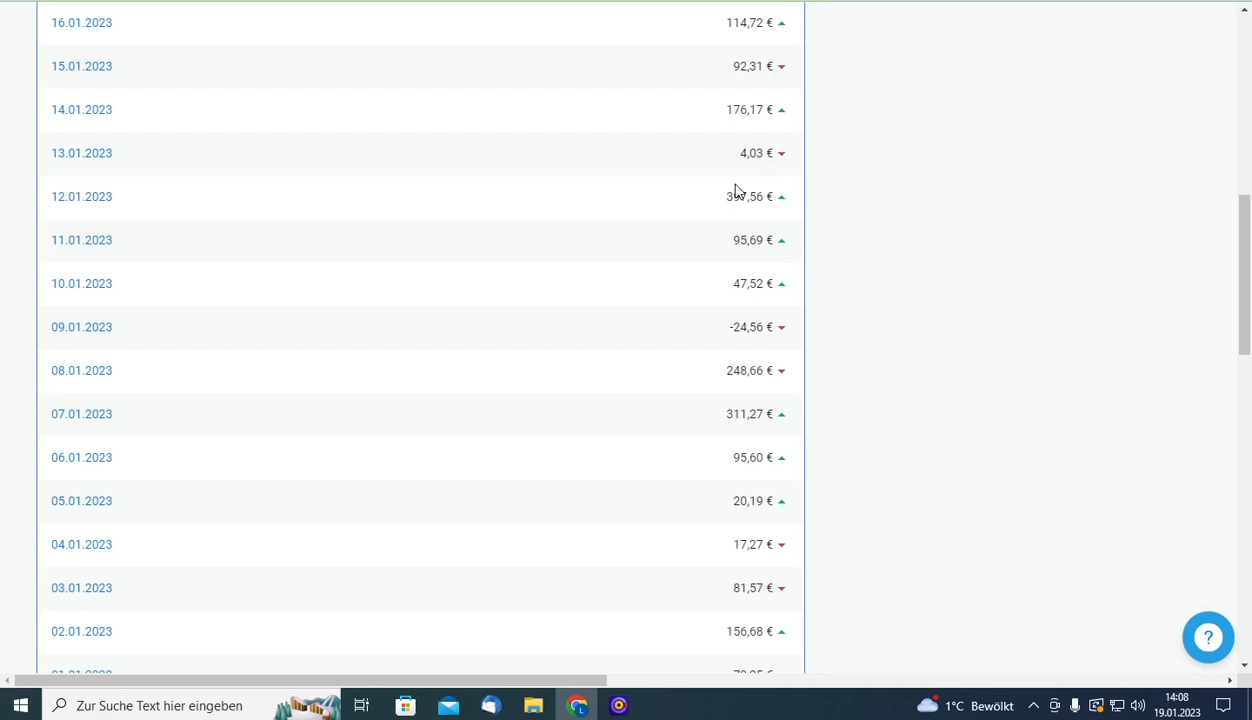 16.01.2023 114,72 €
15.01.2023 92,31 €
14.01.2023 176,17 €
13.01.2023 4,03 €
12.01.2023
11.01.2023 95,69 €
10.01.2023 47,52 €
09.01.2023 -24,56 €
08.01.2023 248,66 €
07.01.2023 311,27 €
06.01.2023 95,60 €
05.01.2023 20,19 €
04.01.2023 17,27 €
03.01.2023 81,57 €
02.01.2023 156,68 €
?
Zur Suche Text hier eingeben
1°C Bewölkt
14:08
19.01.2023